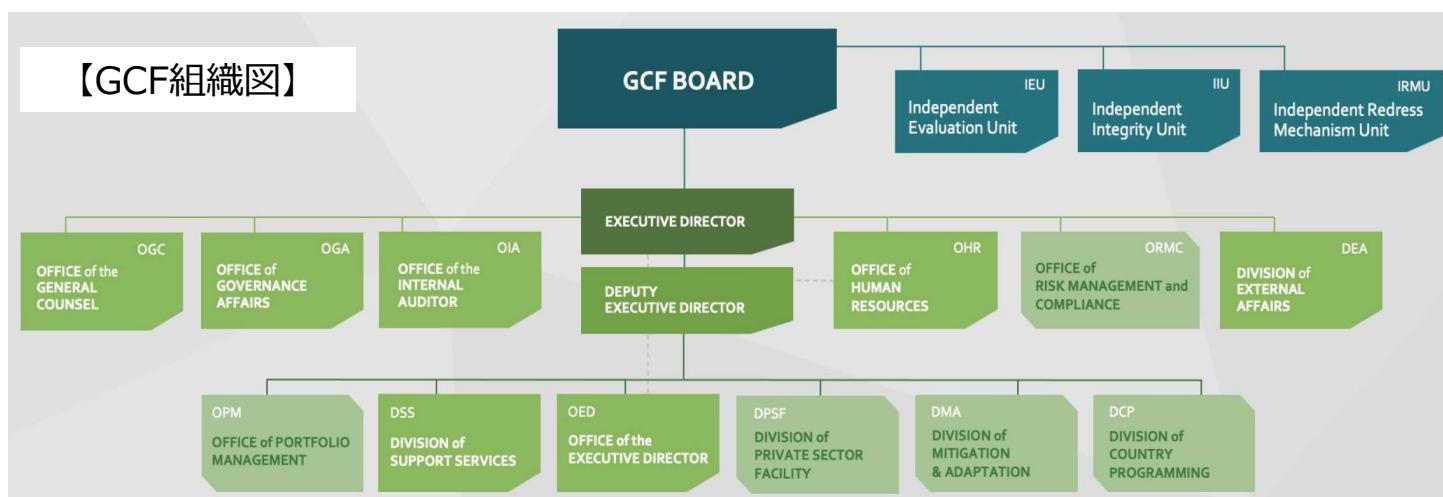 【GCF組織図】
GCF BOARD
IEU
Independent
Evaluation Unit
IIU
Independent
Integrity Unit
IRMU
Independent Redress
Mechanism Unit
EXECUTIVE DIRECTOR
OGC
OFFICE of the
GENERAL
COUNSEL
OGA
OFFICE of
GOVERNANCE
AFFAIRS
OIA
OFFICE of the
INTERNAL
AUDITOR
DEPUTY
EXECUTIVE DIRECTOR
OHR
OFFICE of
HUMAN
RESOURCES
ORMC
OFFICE of
RISK MANAGEMENT and
COMPLIANCE
DEA
DIVISION of
EXTERNAL
AFFAIRS
OPM
OFFICE of PORTFOLIO
MANAGEMENT
DSS
DIVISION of
SUPPORT SERVICES
OED
OFFICE of the
EXECUTIVE DIRECTOR
DPSF
DIVISION of
PRIVATE SECTOR
FACILITY
DMA
DIVISION of
MITIGATION
& ADAPTATION
DCP
DIVISION of
COUNTRY
PROGRAMMING